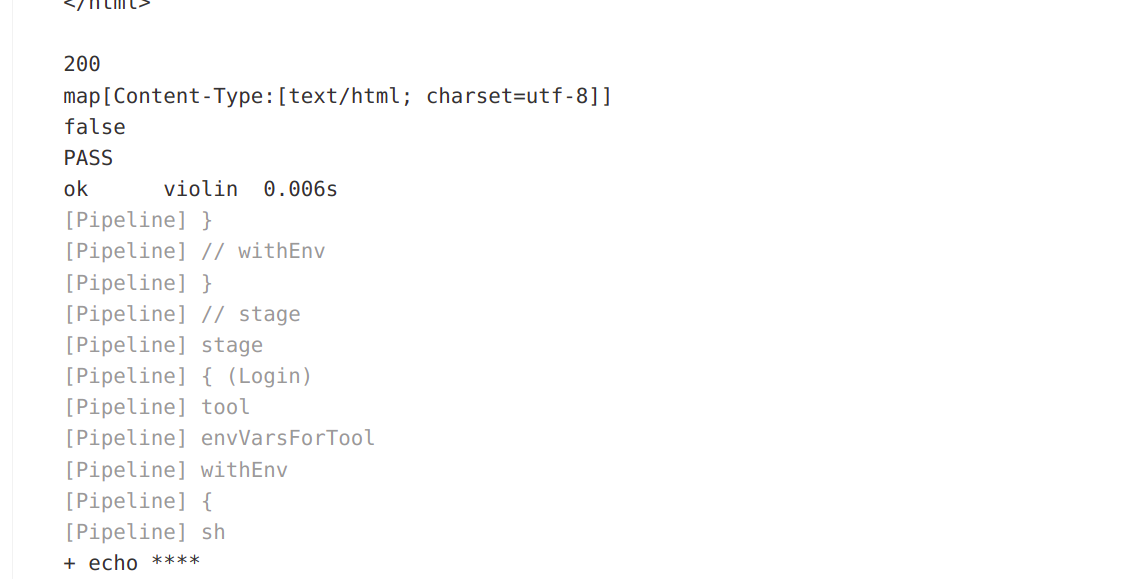 </html>
200
map[Content-Type:[text/html; charset=utf-8]]
false
PASS
ok      violin  0.006s
[Pipeline] }
[Pipeline] // withEnv
[Pipeline] }
[Pipeline] // stage
[Pipeline] stage
[Pipeline] { (Login)
[Pipeline] tool
[Pipeline] envVarsForTool
[Pipeline] withEnv
[Pipeline] {
[Pipeline] sh
+ echo ****